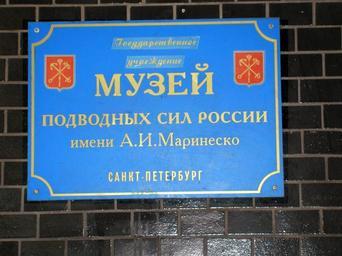 Государственное
учреждение
МУЗЕЙ
ПОДВОДНЫХ СИЛ РОССИИ
имени А.И.Маринеско
САНКТ-ПЕТЕРБУРГ